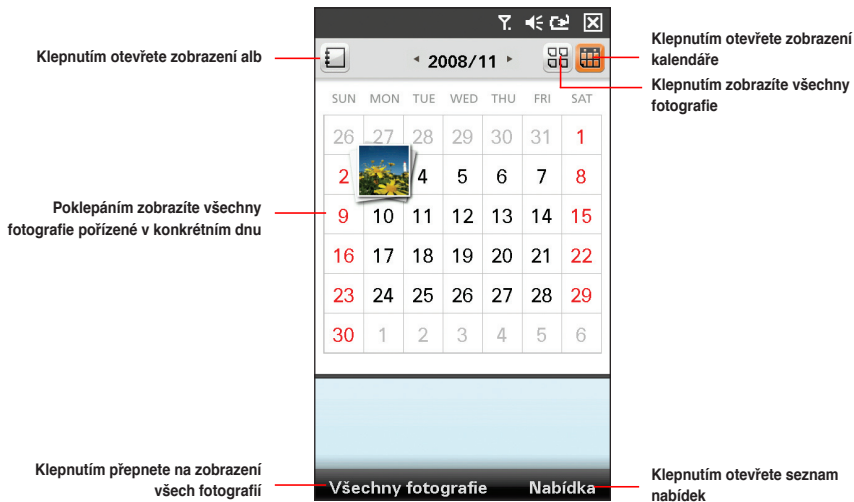 Klepnutím otevřete zobrazení alb
Poklepáním zobrazíte všechny
fotografie pořízené v konkrétním dnu
Klepnutím přepnete na zobrazení
všech fotografií
2008/11
SUN MON TUE WED THU FRI SAT
26 27 28 29 30 31 1
2 4 5 6 7 8
9 10 11 12 13 14 15
16 17 18 19 20 21 22
23 24 25 26 27 28 29
30 1 2 3 4 5 6
Všechny fotografie Nabídka
Klepnutím otevřete zobrazení
kalendáře
Klepnutím zobrazíte všechny
fotografie
Klepnutím otevřete seznam
nabídek